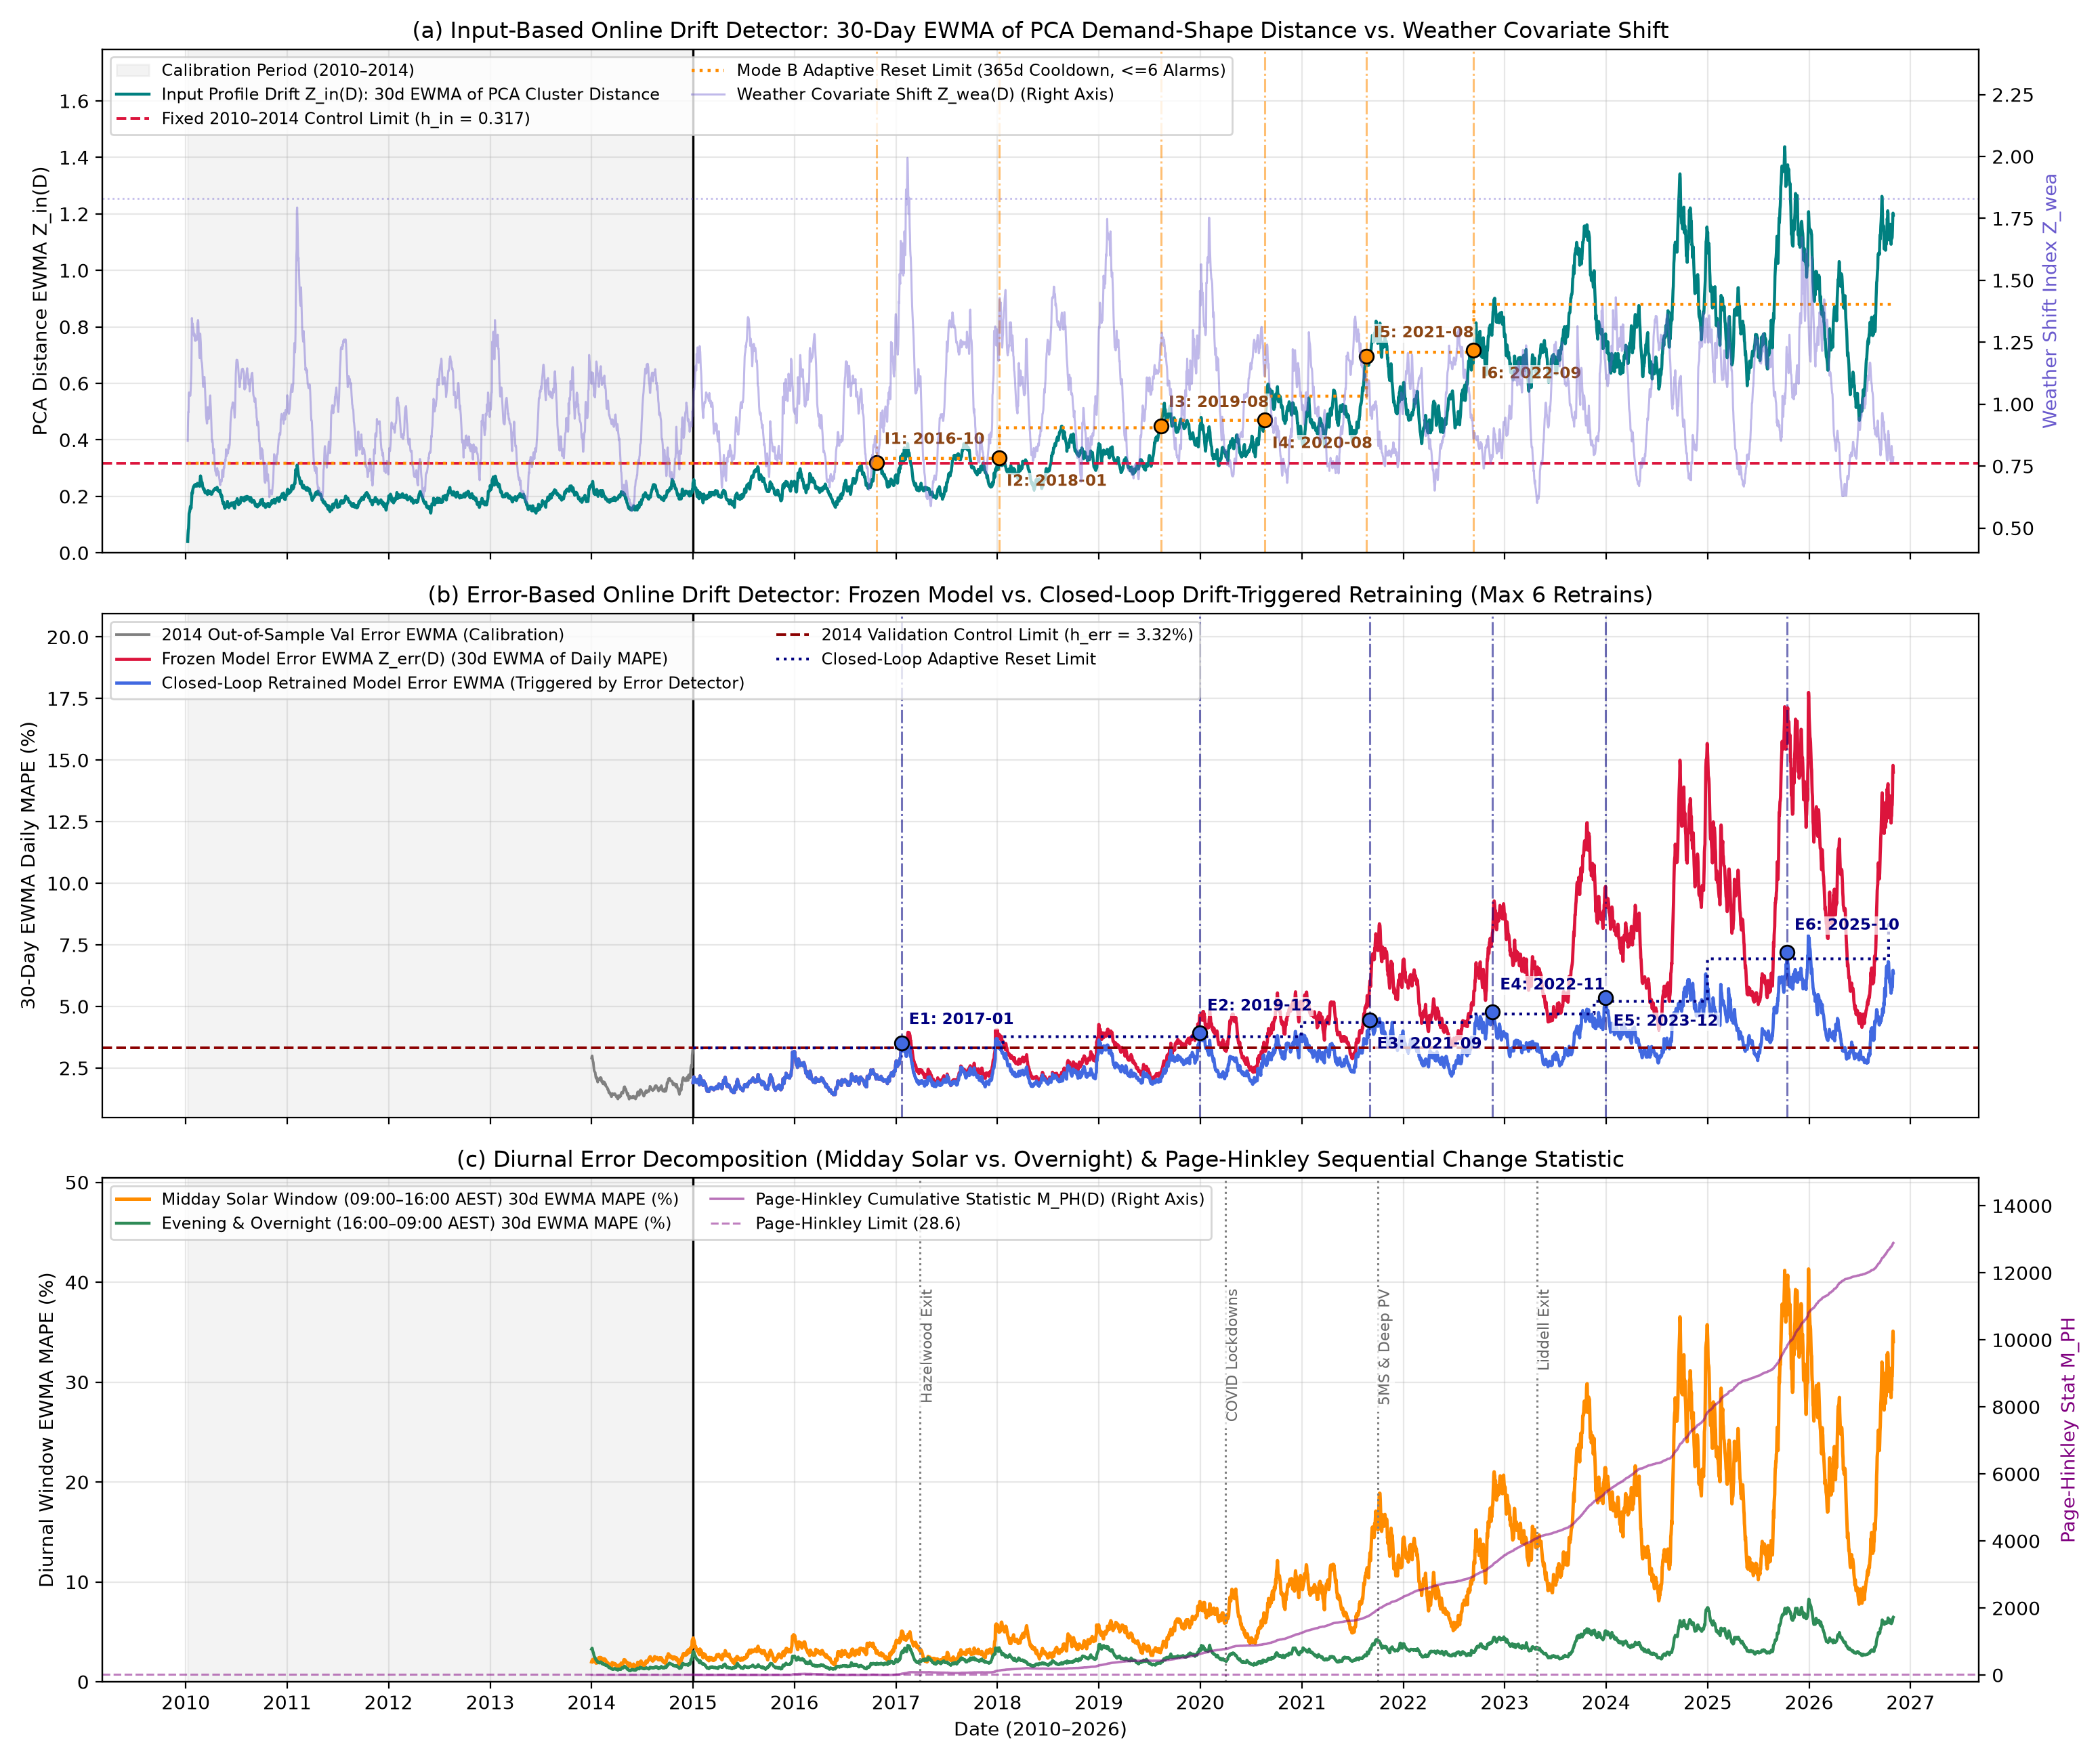 (a) Input-Based Online Drift Detector: 30-Day EWMA of PCA Demand-Shape Distance vs. Weather Covariate Shift
Calibration Period (2010–2014)
Input Profile Drift Z_in(D): 30d EWMA of PCA Cluster Distance
Fixed 2010–2014 Control Limit (h_in = 0.317)
Mode B Adaptive Reset Limit (365d Cooldown, <=6 Alarms)
Weather Covariate Shift Z_wea(D) (Right Axis)
PCA Distance EWMA Z_in(D)
1.6
1.4
1.2
1.0
0.8
0.6
0.4
0.2
0.0
I1: 2016-10
I2: 2018-01
I3: 2019-08
I4: 2020-08
I5: 2021-08
I6: 2022-09
2.25
2.00
1.75
1.50
1.25
1.00
0.75
0.50
Weather Shift Index Z_wea
(b) Error-Based Online Drift Detector: Frozen Model vs. Closed-Loop Drift-Triggered Retraining (Max 6 Retrains)
2014 Out-of-Sample Val Error EWMA (Calibration)
Frozen Model Error EWMA Z_err(D) (30d EWMA of Daily MAPE)
Closed-Loop Retrained Model Error EWMA (Triggered by Error Detector)
2014 Validation Control Limit (h_err = 3.32%)
Closed-Loop Adaptive Reset Limit
30-Day EWMA Daily MAPE (%)
20.0
17.5
15.0
12.5
10.0
7.5
5.0
2.5
E1: 2017-01
E2: 2019-12
E3: 2021-09
E4: 2022-11
E5: 2023-12
E6: 2025-10
(c) Diurnal Error Decomposition (Midday Solar vs. Overnight) & Page-Hinkley Sequential Change Statistic
Midday Solar Window (09:00–16:00 AEST) 30d EWMA MAPE (%)
Evening & Overnight (16:00–09:00 AEST) 30d EWMA MAPE (%)
Page-Hinkley Cumulative Statistic M_PH(D) (Right Axis)
Page-Hinkley Limit (28.6)
Diurnal Window EWMA MAPE (%)
50
40
30
20
10
0
Hazelwood Exit
COVID Lockdowns
5MS & Deep PV
Liddell Exit
14000
12000
10000
8000
6000
4000
2000
0
Page-Hinkley Stat M_PH
2010 2011 2012 2013 2014 2015 2016 2017 2018 2019 2020 2021 2022 2023 2024 2025 2026 2027
Date (2010–2026)